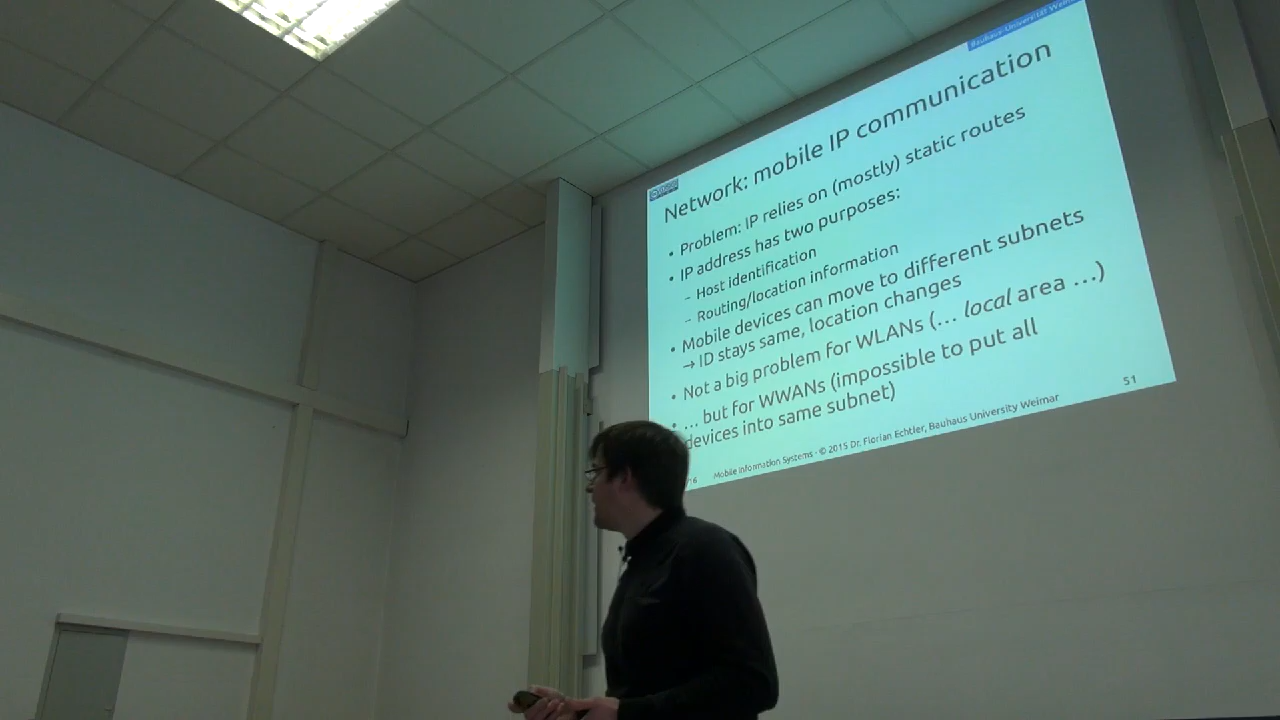 Bauhaus-Universität Weimar
Network: mobile IP communication
• Problem: IP relies on (mostly) static routes
• IP address has two purposes:
– Host identification
– Routing/location information
• Mobile devices can move to different subnets
→ ID stays same, location changes
• Not a big problem for WLANs (… local area …)
• … but for WWANs (impossible to put all
devices into same subnet)
Mobile Information Systems - © 2015 Dr. Florian Echtler, Bauhaus University Weimar
51